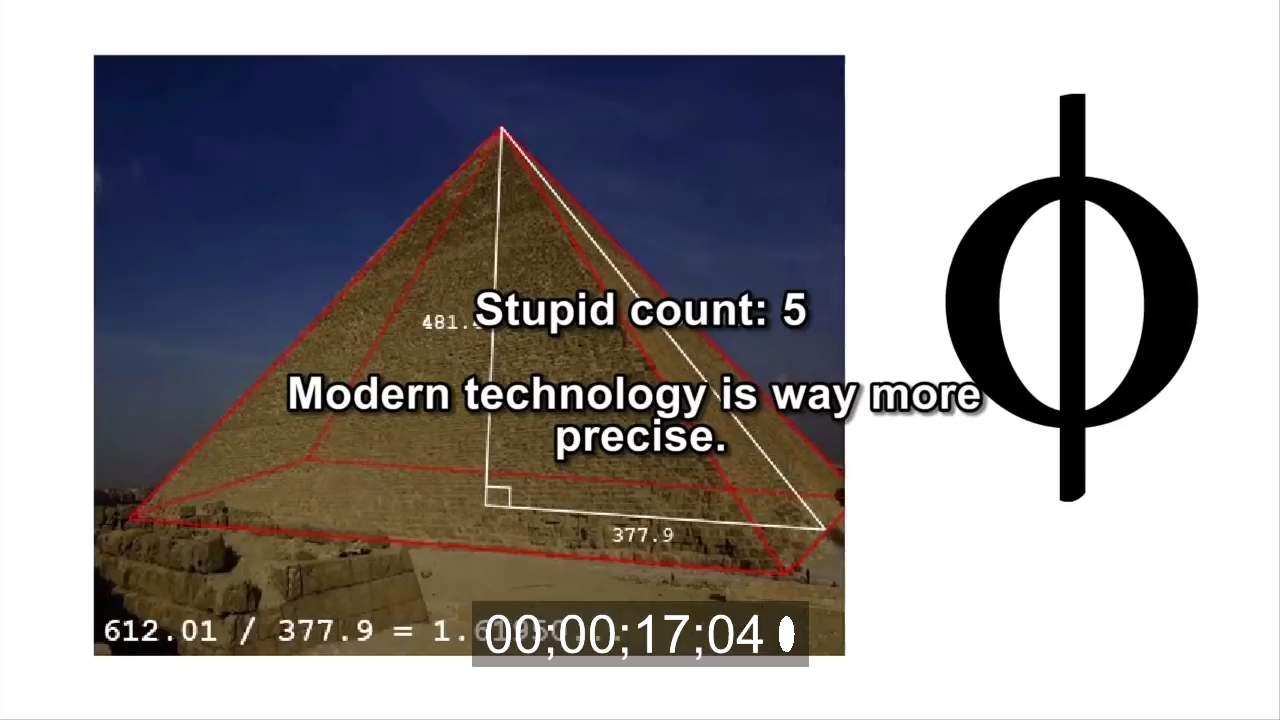 ϕ
481.
Stupid count: 5
Modern technology is way more
precise.
377.9
612.01 / 377.9 = 1.
00;00;17;04